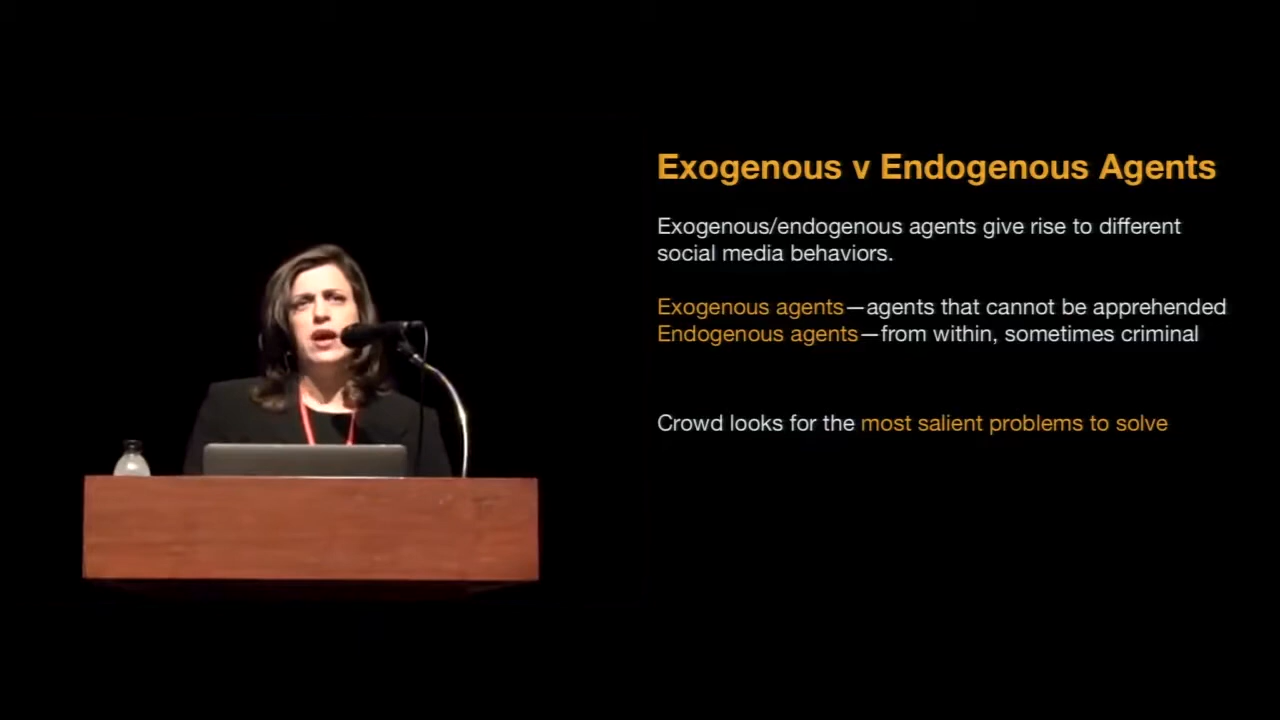 Exogenous v Endogenous Agents
Exogenous/endogenous agents give rise to different
social media behaviors.
Exogenous agents—agents that cannot be apprehended
Endogenous agents—from within, sometimes criminal
Crowd looks for the most salient problems to solve